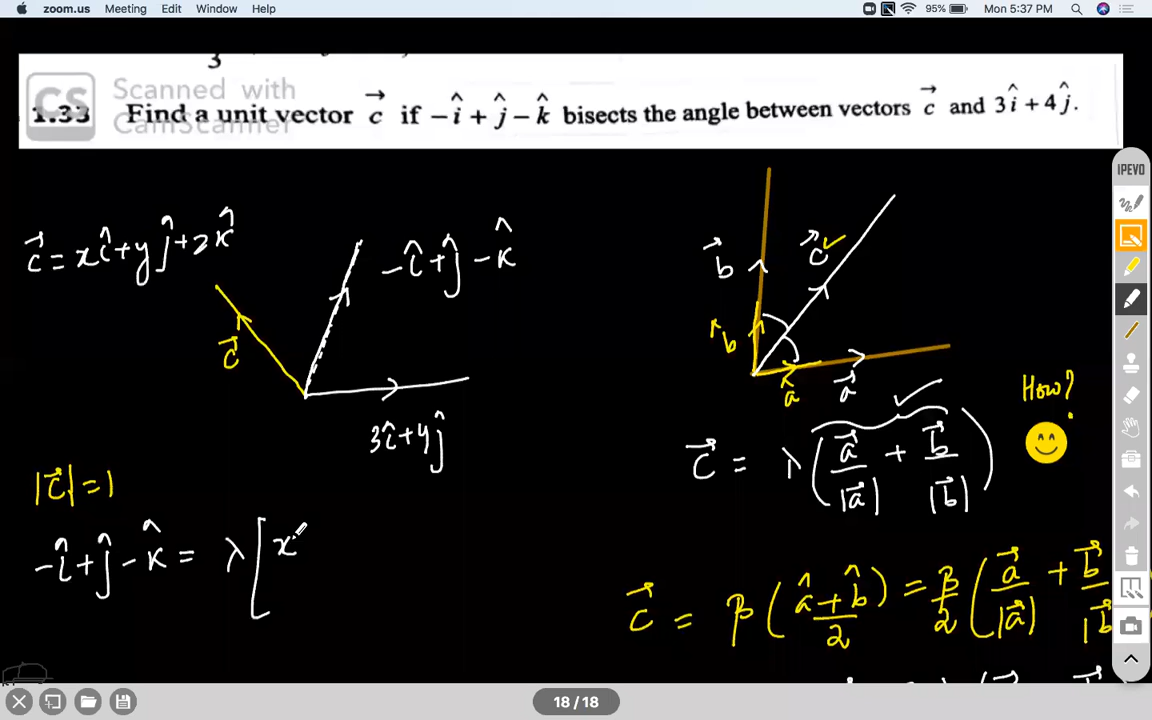 zoom.us Meeting Edit Window Help 95% Mon 5:37 PM
3
CS Scanned with CamScanner
1.33 Find a unit vector c⃗ if −î + ĵ − k̂ bisects the angle between vectors c⃗ and 3î + 4ĵ.
IPEVO
c⃗ = xî+yĵ+zk̂
−î+ĵ−k̂
c⃗
3î+4ĵ
b⃗
c⃗ ✓
b̂
â
a⃗
How?
c⃗ = λ(a⃗/|a⃗| + b⃗/|b⃗|)
|c⃗|=1
−î+ĵ−k̂ = λ[x
c⃗ = β(â+b̂/2) = β/2(a⃗/|a⃗| + b⃗/|b
18 / 18